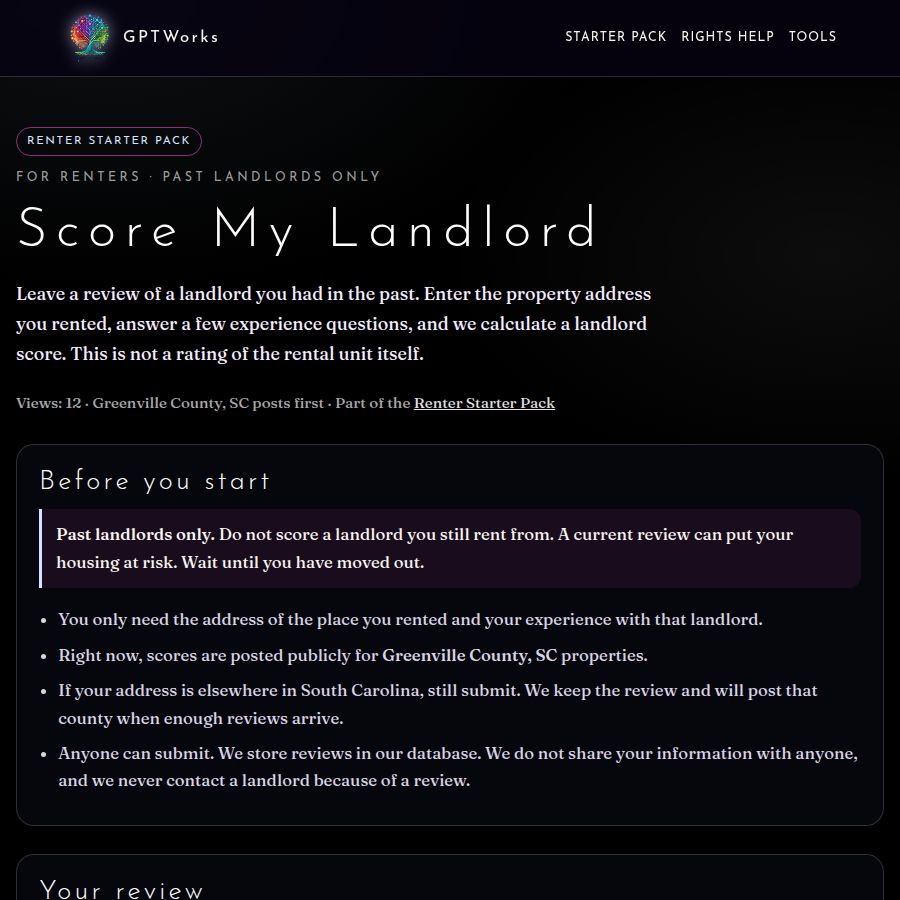 GPTWorks
STARTER PACK RIGHTS HELP TOOLS
RENTER STARTER PACK
FOR RENTERS · PAST LANDLORDS ONLY
Score My Landlord
Leave a review of a landlord you had in the past. Enter the property address
you rented, answer a few experience questions, and we calculate a landlord
score. This is not a rating of the rental unit itself.
Views: 12 · Greenville County, SC posts first · Part of the Renter Starter Pack
Before you start
Past landlords only. Do not score a landlord you still rent from. A current review can put your
housing at risk. Wait until you have moved out.
• You only need the address of the place you rented and your experience with that landlord.
• Right now, scores are posted publicly for Greenville County, SC properties.
• If your address is elsewhere in South Carolina, still submit. We keep the review and will post that
county when enough reviews arrive.
• Anyone can submit. We store reviews in our database. We do not share your information with anyone,
and we never contact a landlord because of a review.
Your review